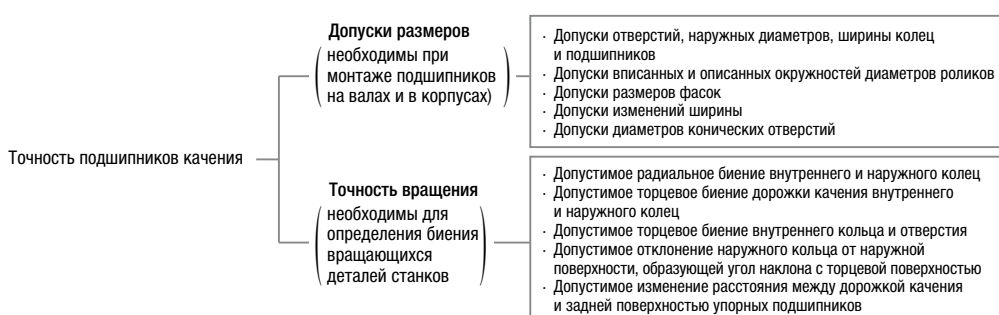 Точность подшипников качения
Допуски размеров
необходимы при
монтаже подшипников
на валах и в корпусах)
· Допуски отверстий, наружных диаметров, ширины колец
и подшипников
· Допуски вписанных и описанных окружностей диаметров роликов
· Допуски размеров фасок
· Допуски изменений ширины
· Допуски диаметров конических отверстий
Точность вращения
необходимы для
определения биения
вращающихся
деталей станков
· Допустимое радиальное биение внутреннего и наружного колец
· Допустимое торцевое биение дорожки качения внутреннего
и наружного колец
· Допустимое торцевое биение внутреннего кольца и отверстия
· Допустимое отклонение наружного кольца от наружной
поверхности, образующей угол наклона с торцевой поверхностью
· Допустимое изменение расстояния между дорожкой качения
и задней поверхностью упорных подшипников